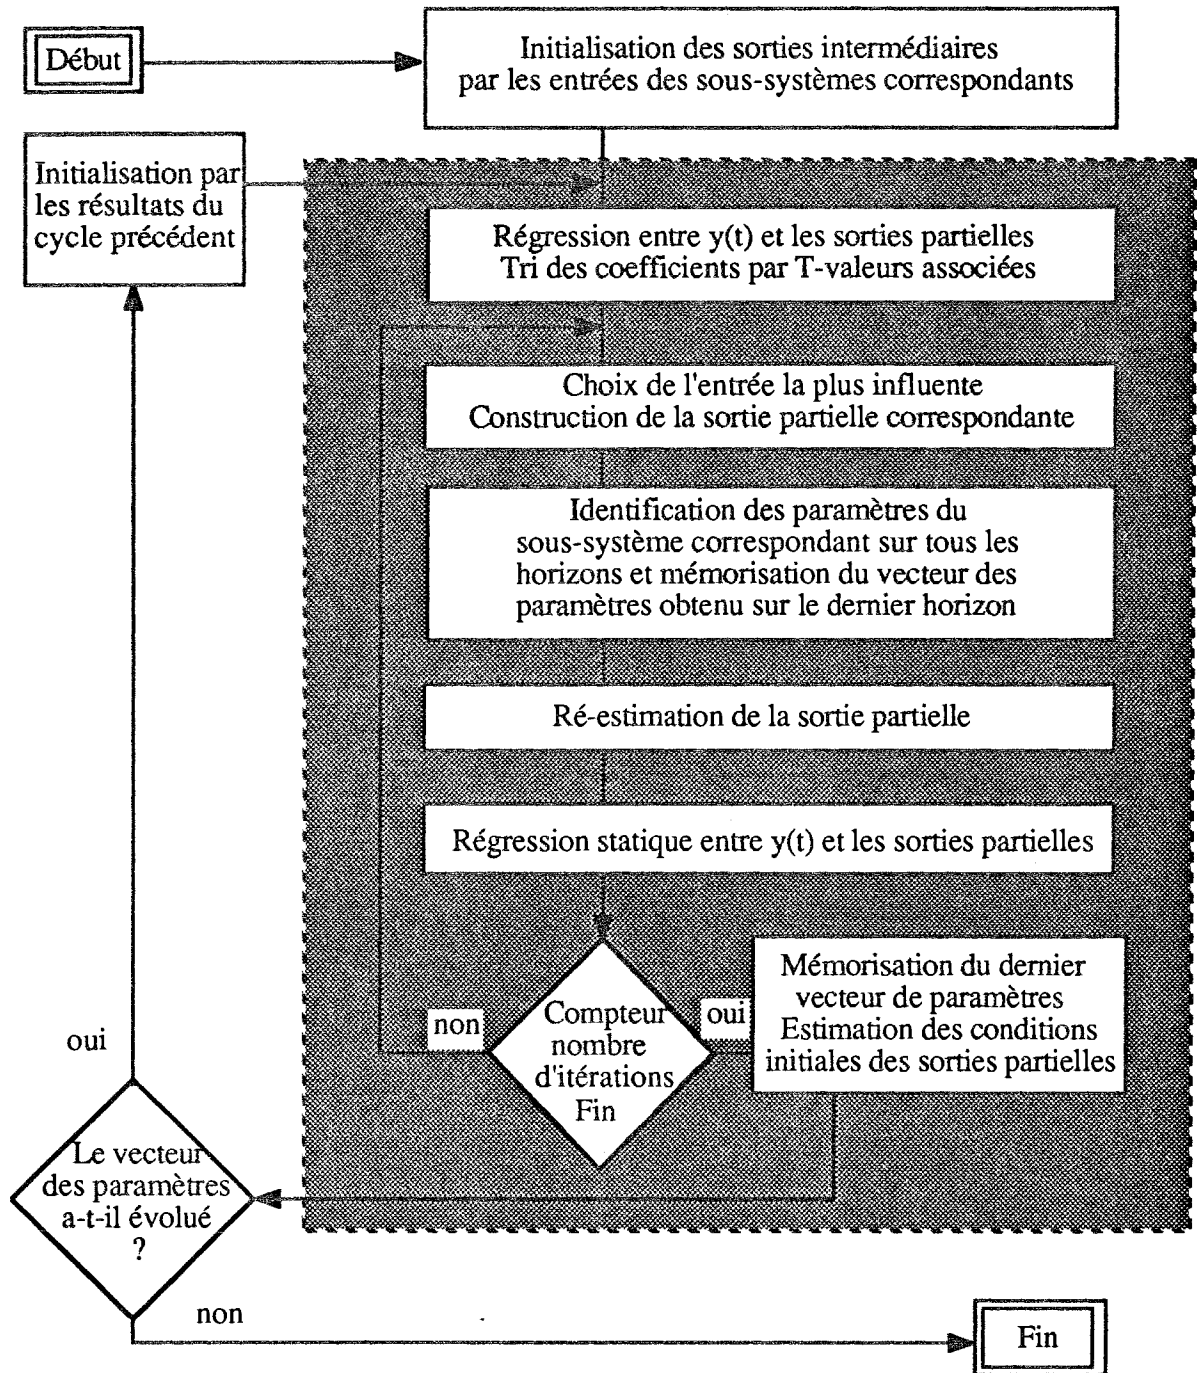 Début
Initialisation des sorties intermédiaires
par les entrées des sous-systèmes correspondants
Initialisation par
les résultats du
cycle précédent
Régression entre y(t) et les sorties partielles
Tri des coefficients par T-valeurs associées
Choix de l'entrée la plus influente
Construction de la sortie partielle correspondante
Identification des paramètres du
sous-système correspondant sur tous les
horizons et mémorisation du vecteur des
paramètres obtenu sur le dernier horizon
Ré-estimation de la sortie partielle
Régression statique entre y(t) et les sorties partielles
non
Compteur
nombre
d'itérations
Fin
oui
Mémorisation du dernier
vecteur de paramètres
Estimation des conditions
initiales des sorties partielles
oui
Le vecteur
des paramètres
a-t-il évolué
?
non
Fin